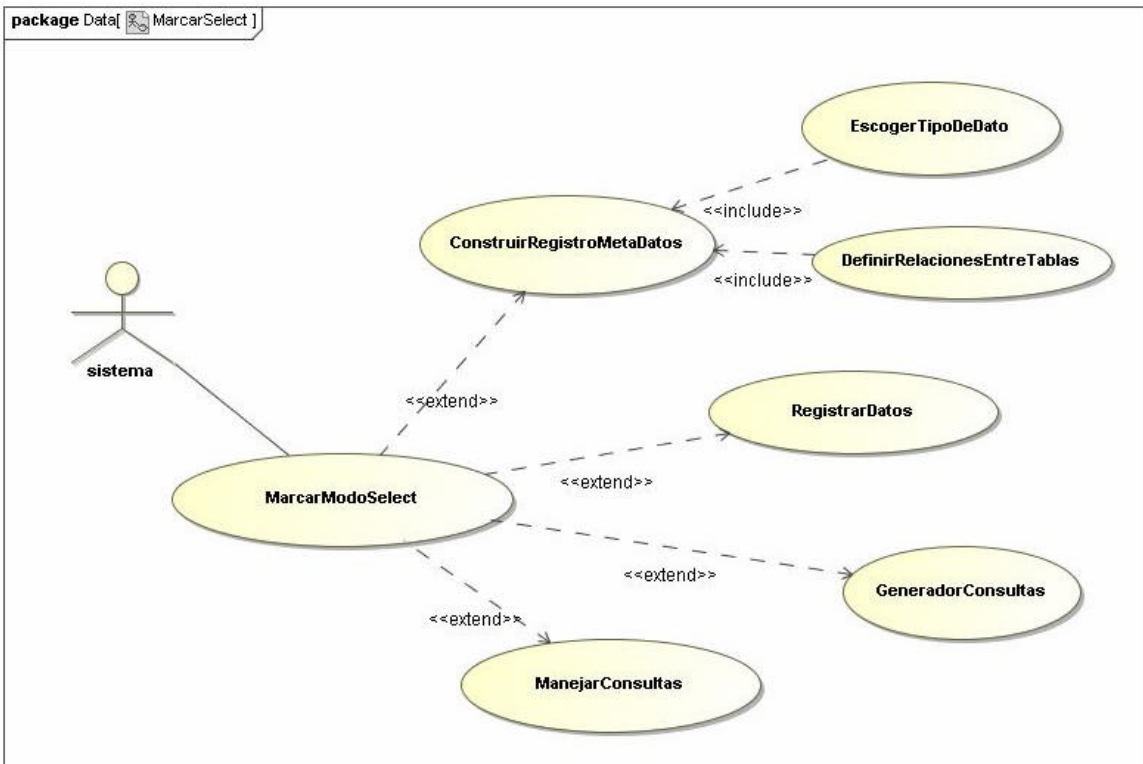 package Data[ MarcarSelect ]
EscogerTipoDeDato
<<include>>
ConstruirRegistroMetaDatos
DefinirRelacionesEntreTablas
<<include>>
sistema
<<extend>>
RegistrarDatos
<<extend>>
MarcarModoSelect
<<extend>>
GeneradorConsultas
<<extend>>
ManejarConsultas